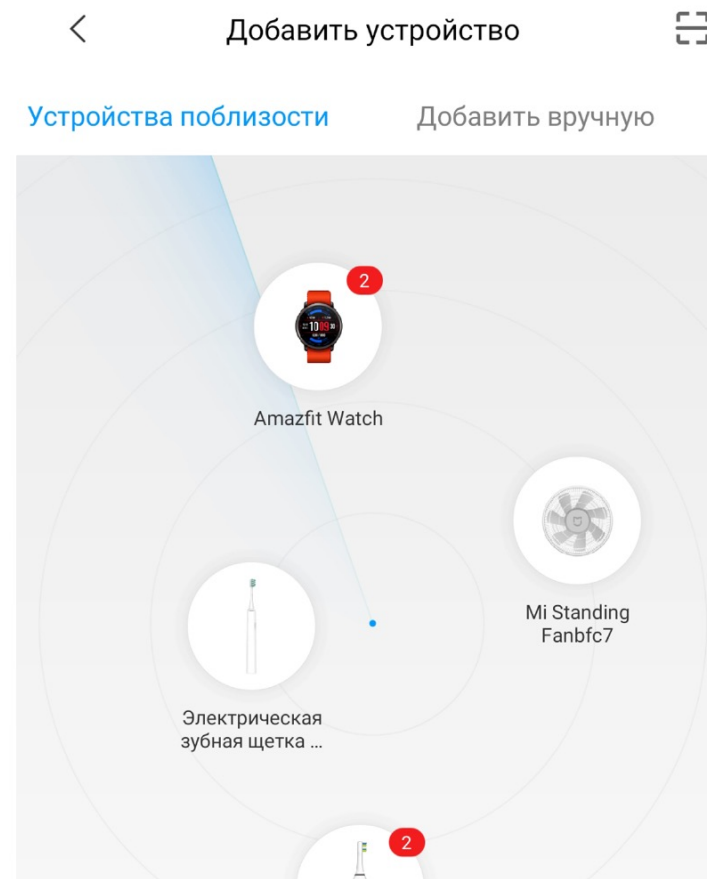 Добавить устройство
Устройства поблизости
Добавить вручную
2
Amazfit Watch
Mi Standing
Fanbfc7
Электрическая
зубная щетка ...
2